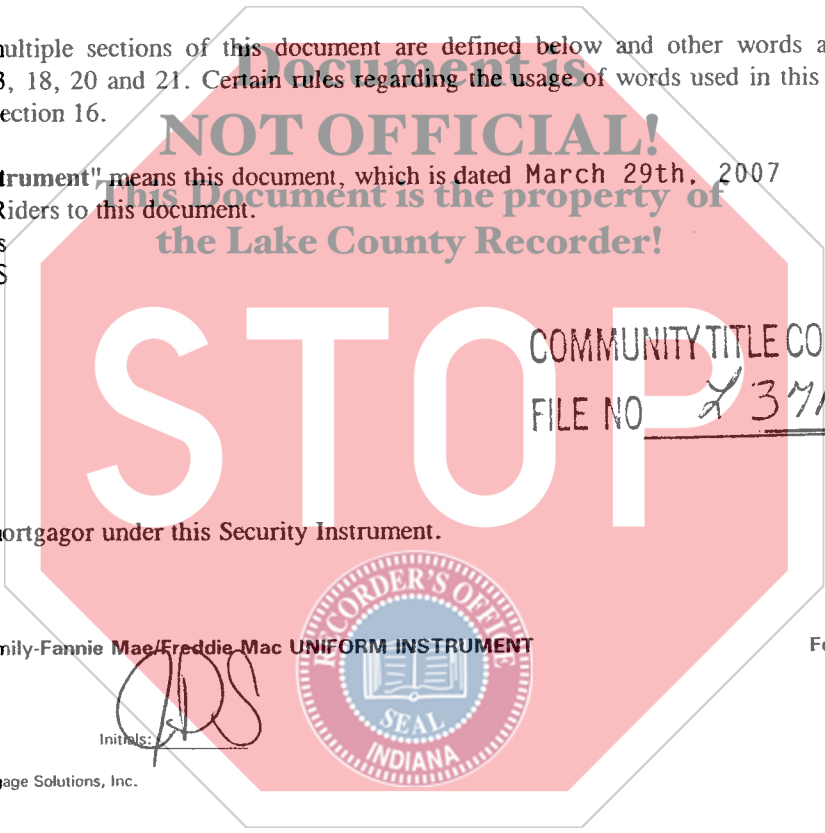 ultiple sections of this document are defined below and other words a
3, 18, 20 and 21. Certain rules regarding the usage of words used in this
ection 16.
Document is
NOT OFFICIAL!
This Document is the property of
the Lake County Recorder!
trument" means this document, which is dated March 29th, 2007
Riders to this document.
s
S
STOP
COMMUNITY TITLE CO
FILE NO
ortgagor under this Security Instrument.
RECORDER'S OFFICE
SEAL
INDIANA
mily-Fannie Mae/Freddie Mac UNIFORM INSTRUMENT
Fo
Initials:
gage Solutions, Inc.